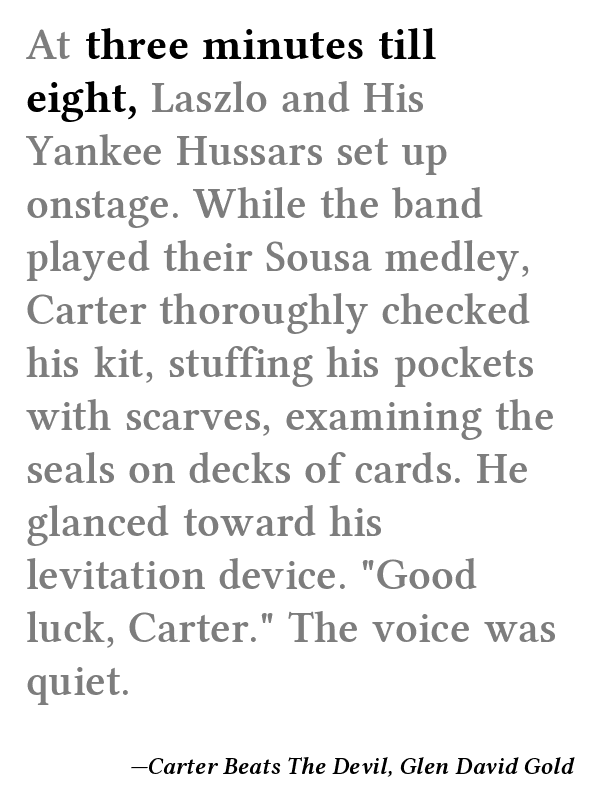 At three minutes till
eight, Laszlo and His
Yankee Hussars set up
onstage. While the band
played their Sousa medley,
Carter thoroughly checked
his kit, stuffing his pockets
with scarves, examining the
seals on decks of cards. He
glanced toward his
levitation device. "Good
luck, Carter." The voice was
quiet.
—Carter Beats The Devil, Glen David Gold